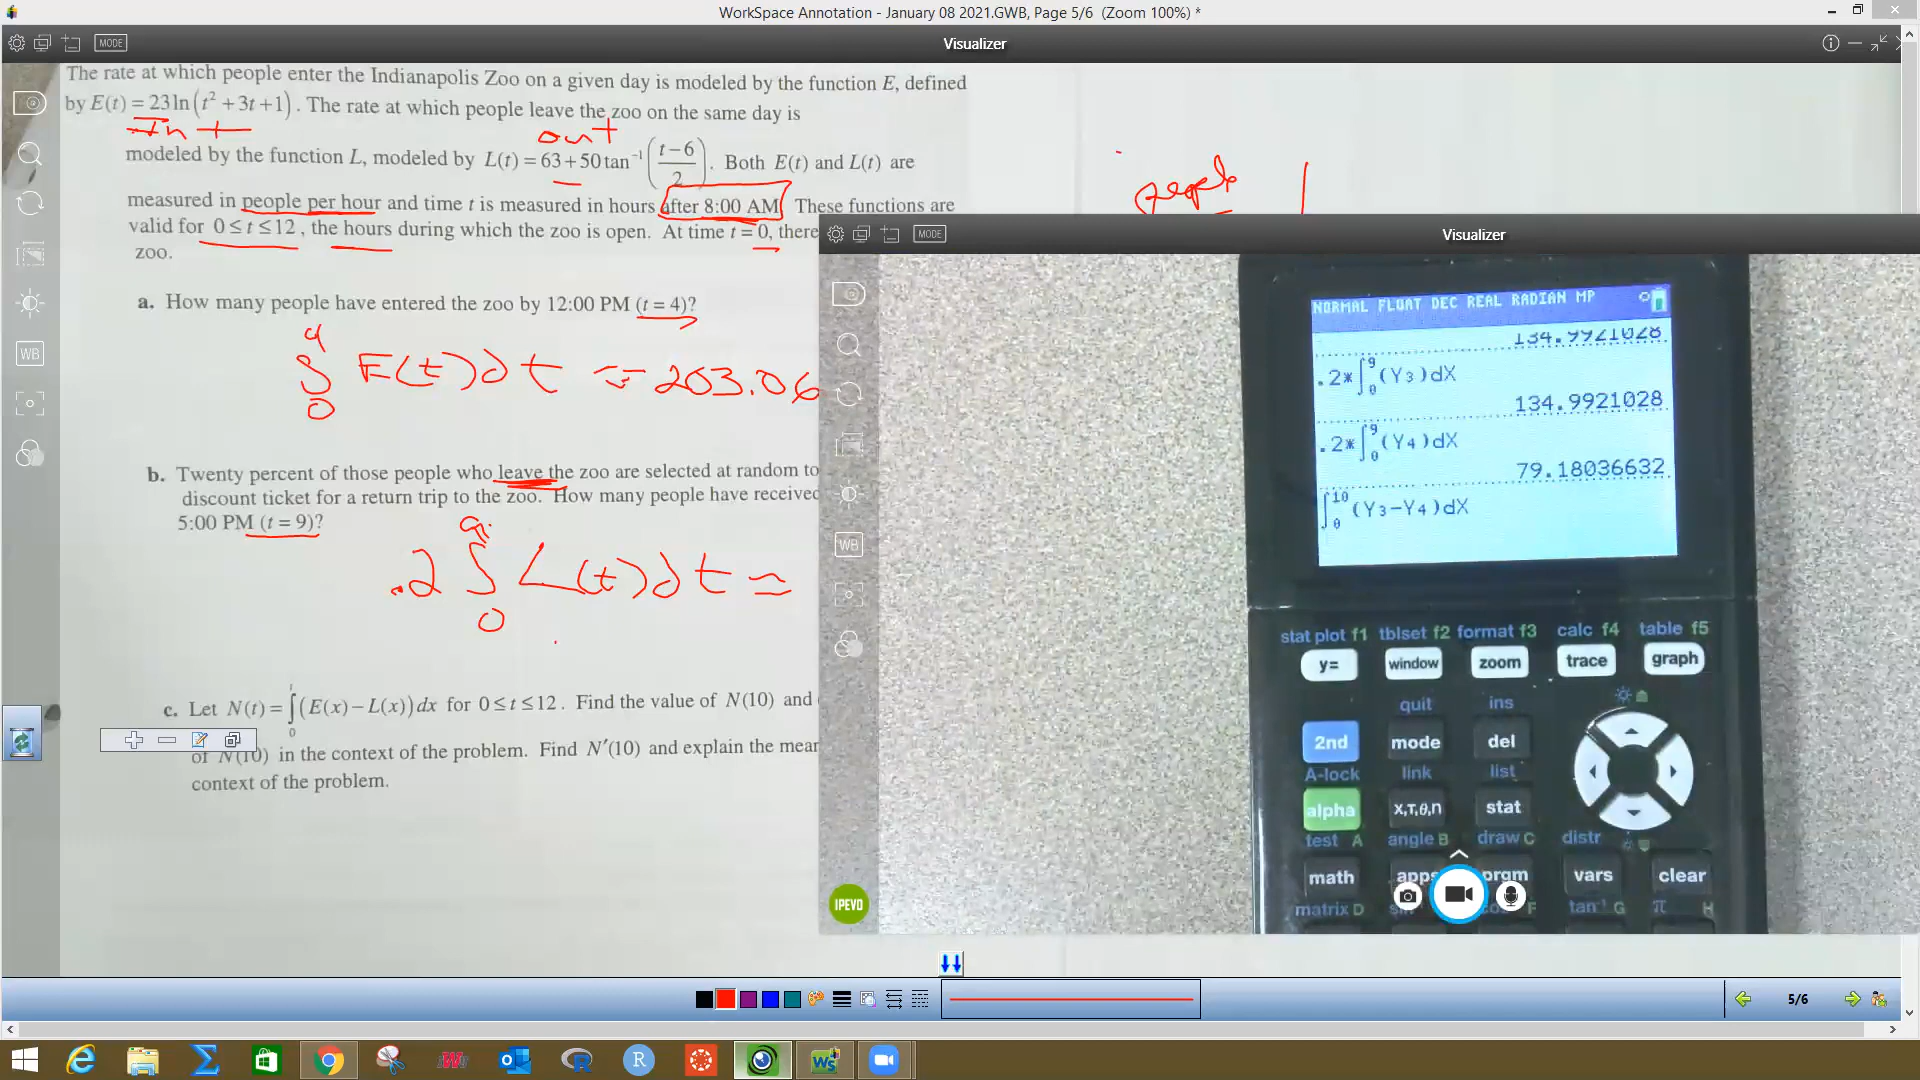 WorkSpace Annotation - January 08 2021.GWB, Page 5/6 (Zoom 100%) *
MODE
Visualizer
The rate at which people enter the Indianapolis Zoo on a given day is modeled by the function E, defined
by E(t) = 23ln(t² + 3t + 1). The rate at which people leave the zoo on the same day is
out
modeled by the function L, modeled by L(t) = 63 + 50 tan⁻¹((t − 6)/2). Both E(t) and L(t) are
measured in people per hour and time t is measured in hours after 8:00 AM. These functions are
people
valid for 0 ≤ t ≤ 12, the hours during which the zoo is open. At time t = 0, there
zoo.
a. How many people have entered the zoo by 12:00 PM (t = 4)?
∫₀⁴ E(t)dt ≈ 203.06
b. Twenty percent of those people who leave the zoo are selected at random to
discount ticket for a return trip to the zoo. How many people have received
5:00 PM (t = 9)?
.2 ∫₀⁹ L(t)dt ≈
c. Let N(t) = ∫₀ᵗ (E(x) − L(x))dx for 0 ≤ t ≤ 12. Find the value of N(10) and
of N(10) in the context of the problem. Find N′(10) and explain the mean
context of the problem.
WB
MODE
Visualizer
WB
IPEVO
NORMAL FLOAT DEC REAL RADIAN MP
134.9921028
.2*∫₀⁹(Y3)dX
134.9921028
.2*∫₀⁹(Y4)dX
79.18036632
∫₀¹⁰(Y3-Y4)dX
stat plot f1 tblset f2 format f3 calc f4 table f5
y= window zoom trace graph
quit ins
2nd mode del
A-lock link list
alpha X,T,θ,n stat
test A angle B draw C distr
math apps prgm vars clear
matrix D F tan⁻¹ G π H
5/6